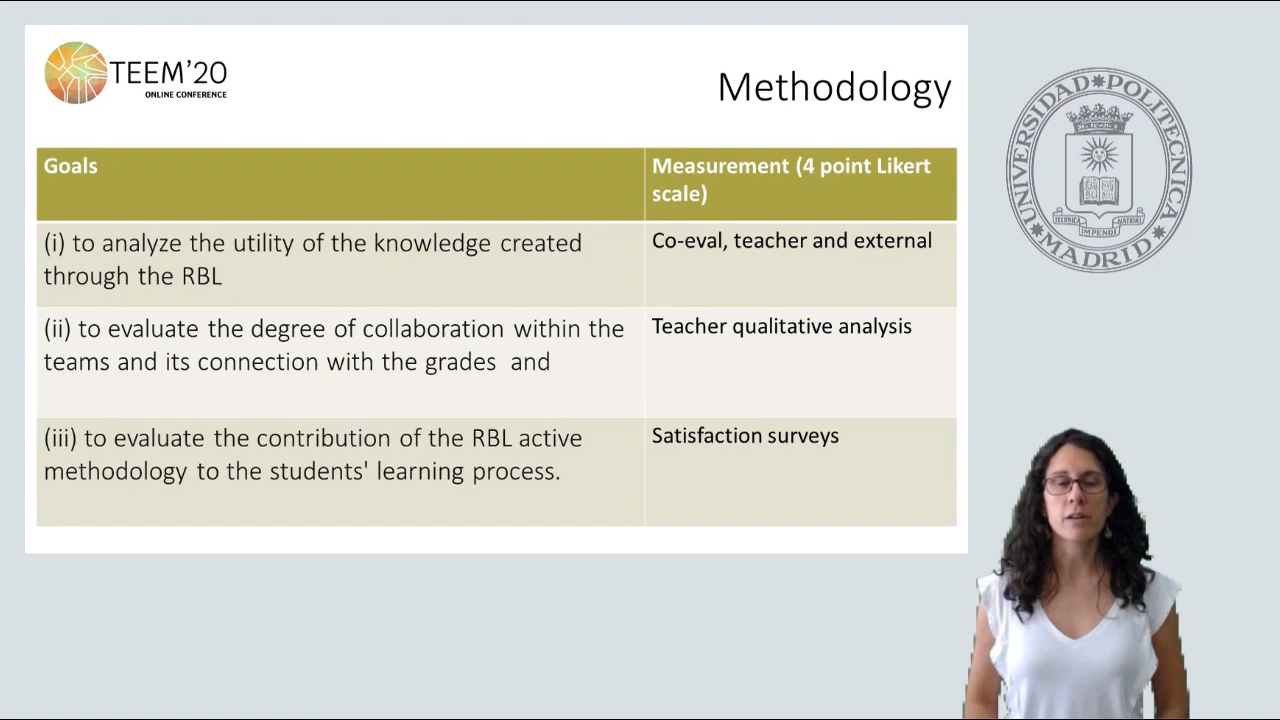 TEEM'20
ONLINE CONFERENCE
Methodology
Goals
Measurement (4 point Likert
scale)
(i) to analyze the utility of the knowledge created
through the RBL
Co-eval, teacher and external
(ii) to evaluate the degree of collaboration within the
teams and its connection with the grades and
Teacher qualitative analysis
(iii) to evaluate the contribution of the RBL active
methodology to the students' learning process.
Satisfaction surveys
UNIVERSIDAD POLITECNICA
MADRID
TECHNICA
IMPENDI
NATIONI